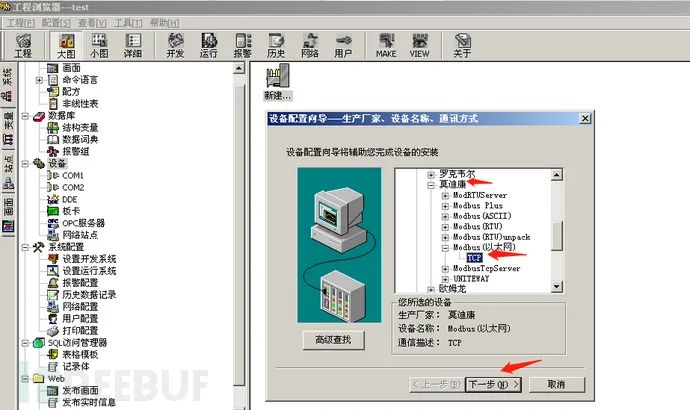 工程浏览器---test
工程[F] 配置[S] 查看[V] 工具[T] 帮助[H]
工程 大图 小图 详细 开发 运行 报警 历史 网络 用户 MAKE VIEW 关于
系统
变量
站点
画面
画面
命令语言
配方
非线性表
数据库
结构变量
数据词典
报警组
设备
COM1
COM2
DDE
板卡
OPC服务器
网络站点
系统配置
设置开发系统
设置运行系统
报警配置
历史数据记录
网络配置
用户配置
打印配置
SQL访问管理器
表格模板
记录体
Web
发布画面
发布实时信息
新建...
设备配置向导---生产厂家、设备名称、通讯方式
设备配置向导将辅助您完成设备的安装
罗克韦尔
莫迪康
ModRTUServer
Modbus Plus
Modbus(ASCII)
Modbus(RTU)
Modbus(RTU)unpack
Modbus(以太网)
TCP
ModbusTcpServer
UNITEWAY
欧姆龙
您所选的设备
生产厂家： 莫迪康
设备名称： Modbus(以太网)
通信描述： TCP
高级查找
< 上一步(B) 下一步(N) > 取消
REEBUF